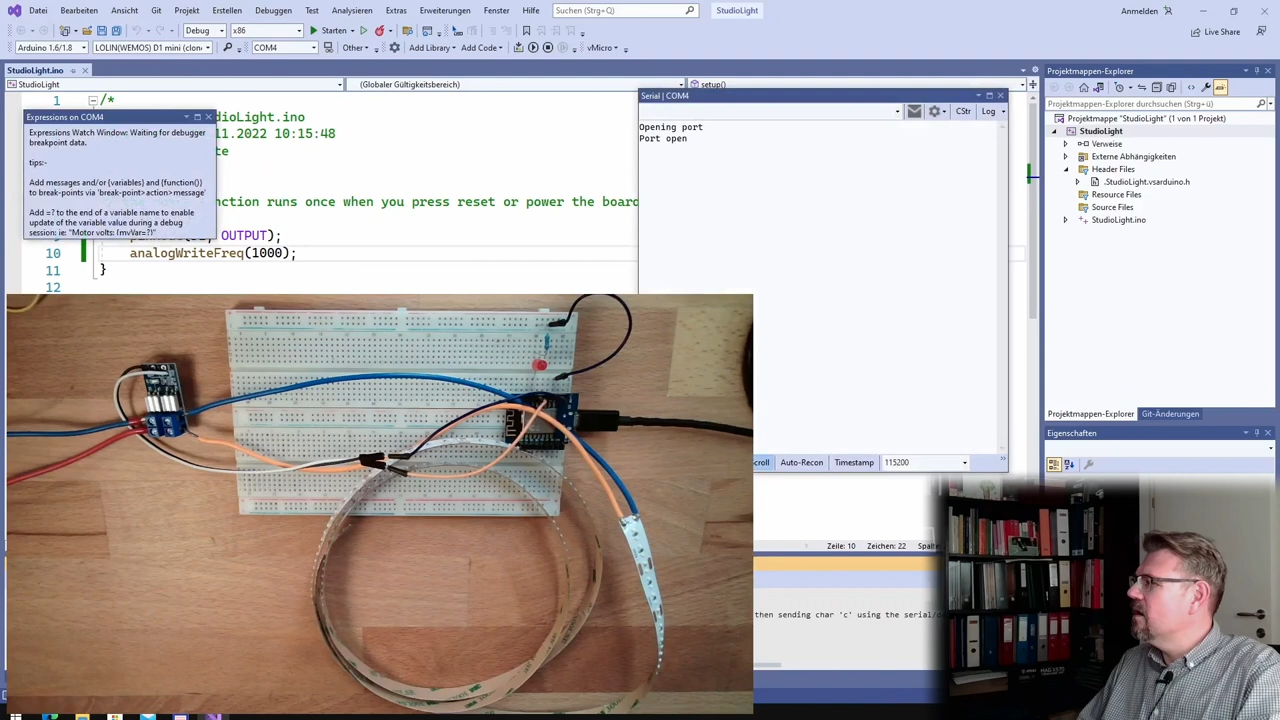 Datei Bearbeiten Ansicht Git Projekt Erstellen Debuggen Test Analysieren Extras Erweiterungen Fenster Hilfe Suchen (Strg+Q) StudioLight Anmelden
Debug x86 Starten Live Share
Arduino 1.6/1.8 LOLIN(WEMOS) D1 mini (clone) COM4 Other Add Library Add Code vMicro
StudioLight.ino
StudioLight (Globaler Gültigkeitsbereich) setup()
1 /*
dioLight.ino
11.2022 10:15:48
te
nction runs once when you press reset or power the board
OUTPUT);
10 analogWriteFreq(1000);
11 }
12
Expressions on COM4
Expressions Watch Window: Waiting for debugger
breakpoint data.
tips:-
Add messages and/or {variables} and {function()}
to break-points via 'break-point>action>message'
Add =? to the end of a variable name to enable
update of the variable value during a debug
session: ie: "Motor volts: {mvVar=?}"
Serial | COM4
CStr Log
Opening port
Port open
croll Auto-Recon Timestamp 115200
Zeile: 10 Zeichen: 22 Spalte
then sending char 'c' using the serial/d
Projektmappen-Explorer
Projektmappen-Explorer durchsuchen (Strg+ü)
Projektmappe "StudioLight" (1 von 1 Projekt)
StudioLight
Verweise
Externe Abhängigkeiten
Header Files
.StudioLight.vsarduino.h
Resource Files
Source Files
StudioLight.ino
Projektmappen-Explorer Git-Änderungen
Eigenschaften